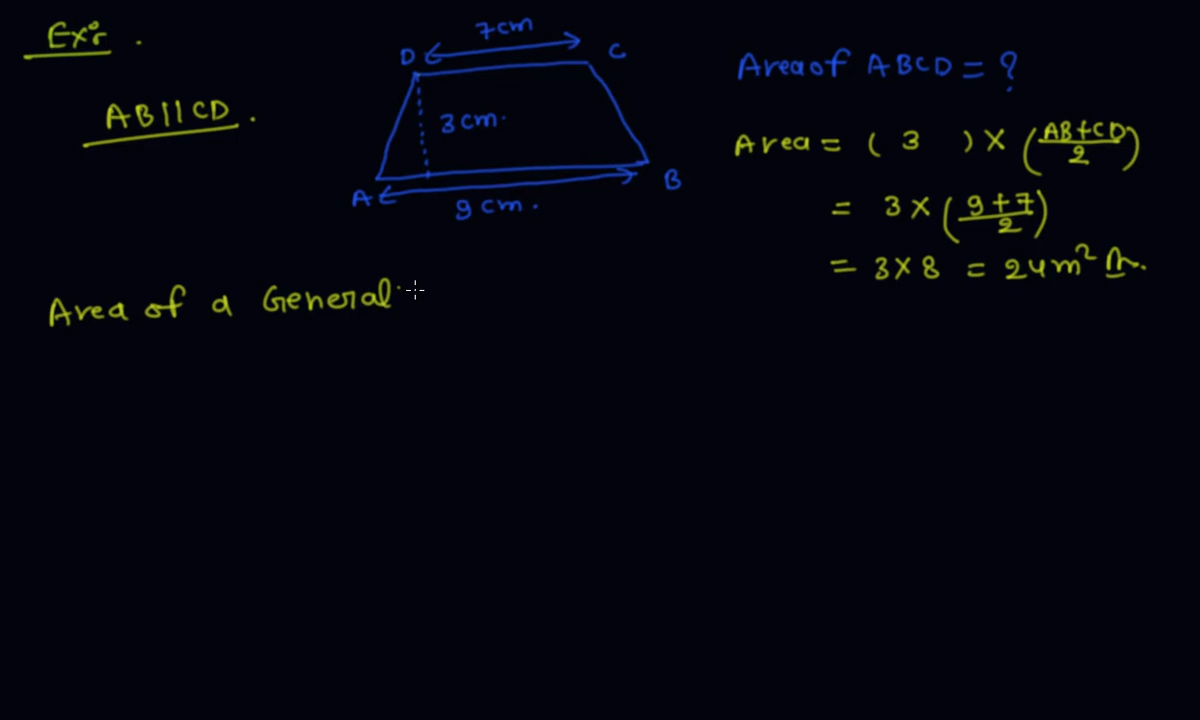 Exr .
AB||CD .
7cm
D
C
3cm.
A
B
9cm.
Area of ABCD = ?
Area = ( 3 ) × (AB+CD/2)
= 3 × (9+7/2)
= 3×8 = 24m²
Area of a General